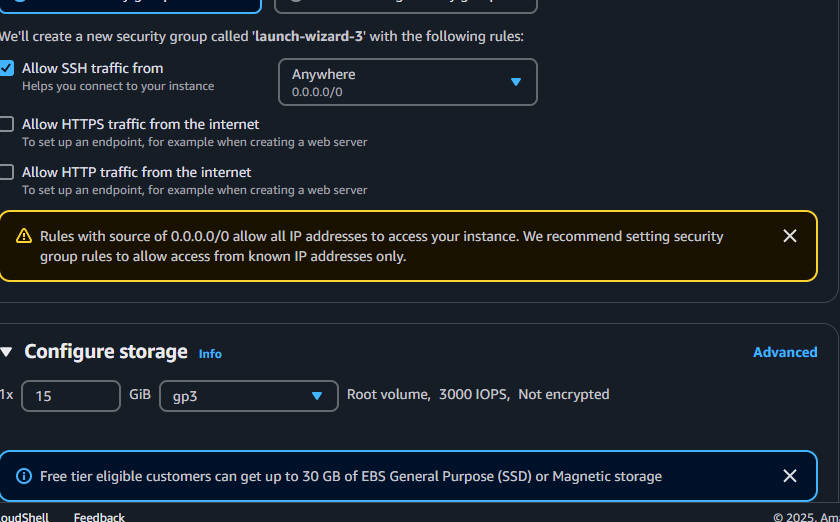 We'll create a new security group called 'launch-wizard-3' with the following rules:
Allow SSH traffic from
Helps you connect to your instance
Anywhere
0.0.0.0/0
Allow HTTPS traffic from the internet
To set up an endpoint, for example when creating a web server
Allow HTTP traffic from the internet
To set up an endpoint, for example when creating a web server
Rules with source of 0.0.0.0/0 allow all IP addresses to access your instance. We recommend setting security
group rules to allow access from known IP addresses only.
Configure storage Info Advanced
1x 15 GiB gp3 Root volume, 3000 IOPS, Not encrypted
Free tier eligible customers can get up to 30 GB of EBS General Purpose (SSD) or Magnetic storage
oudShell Feedback © 2025, Am